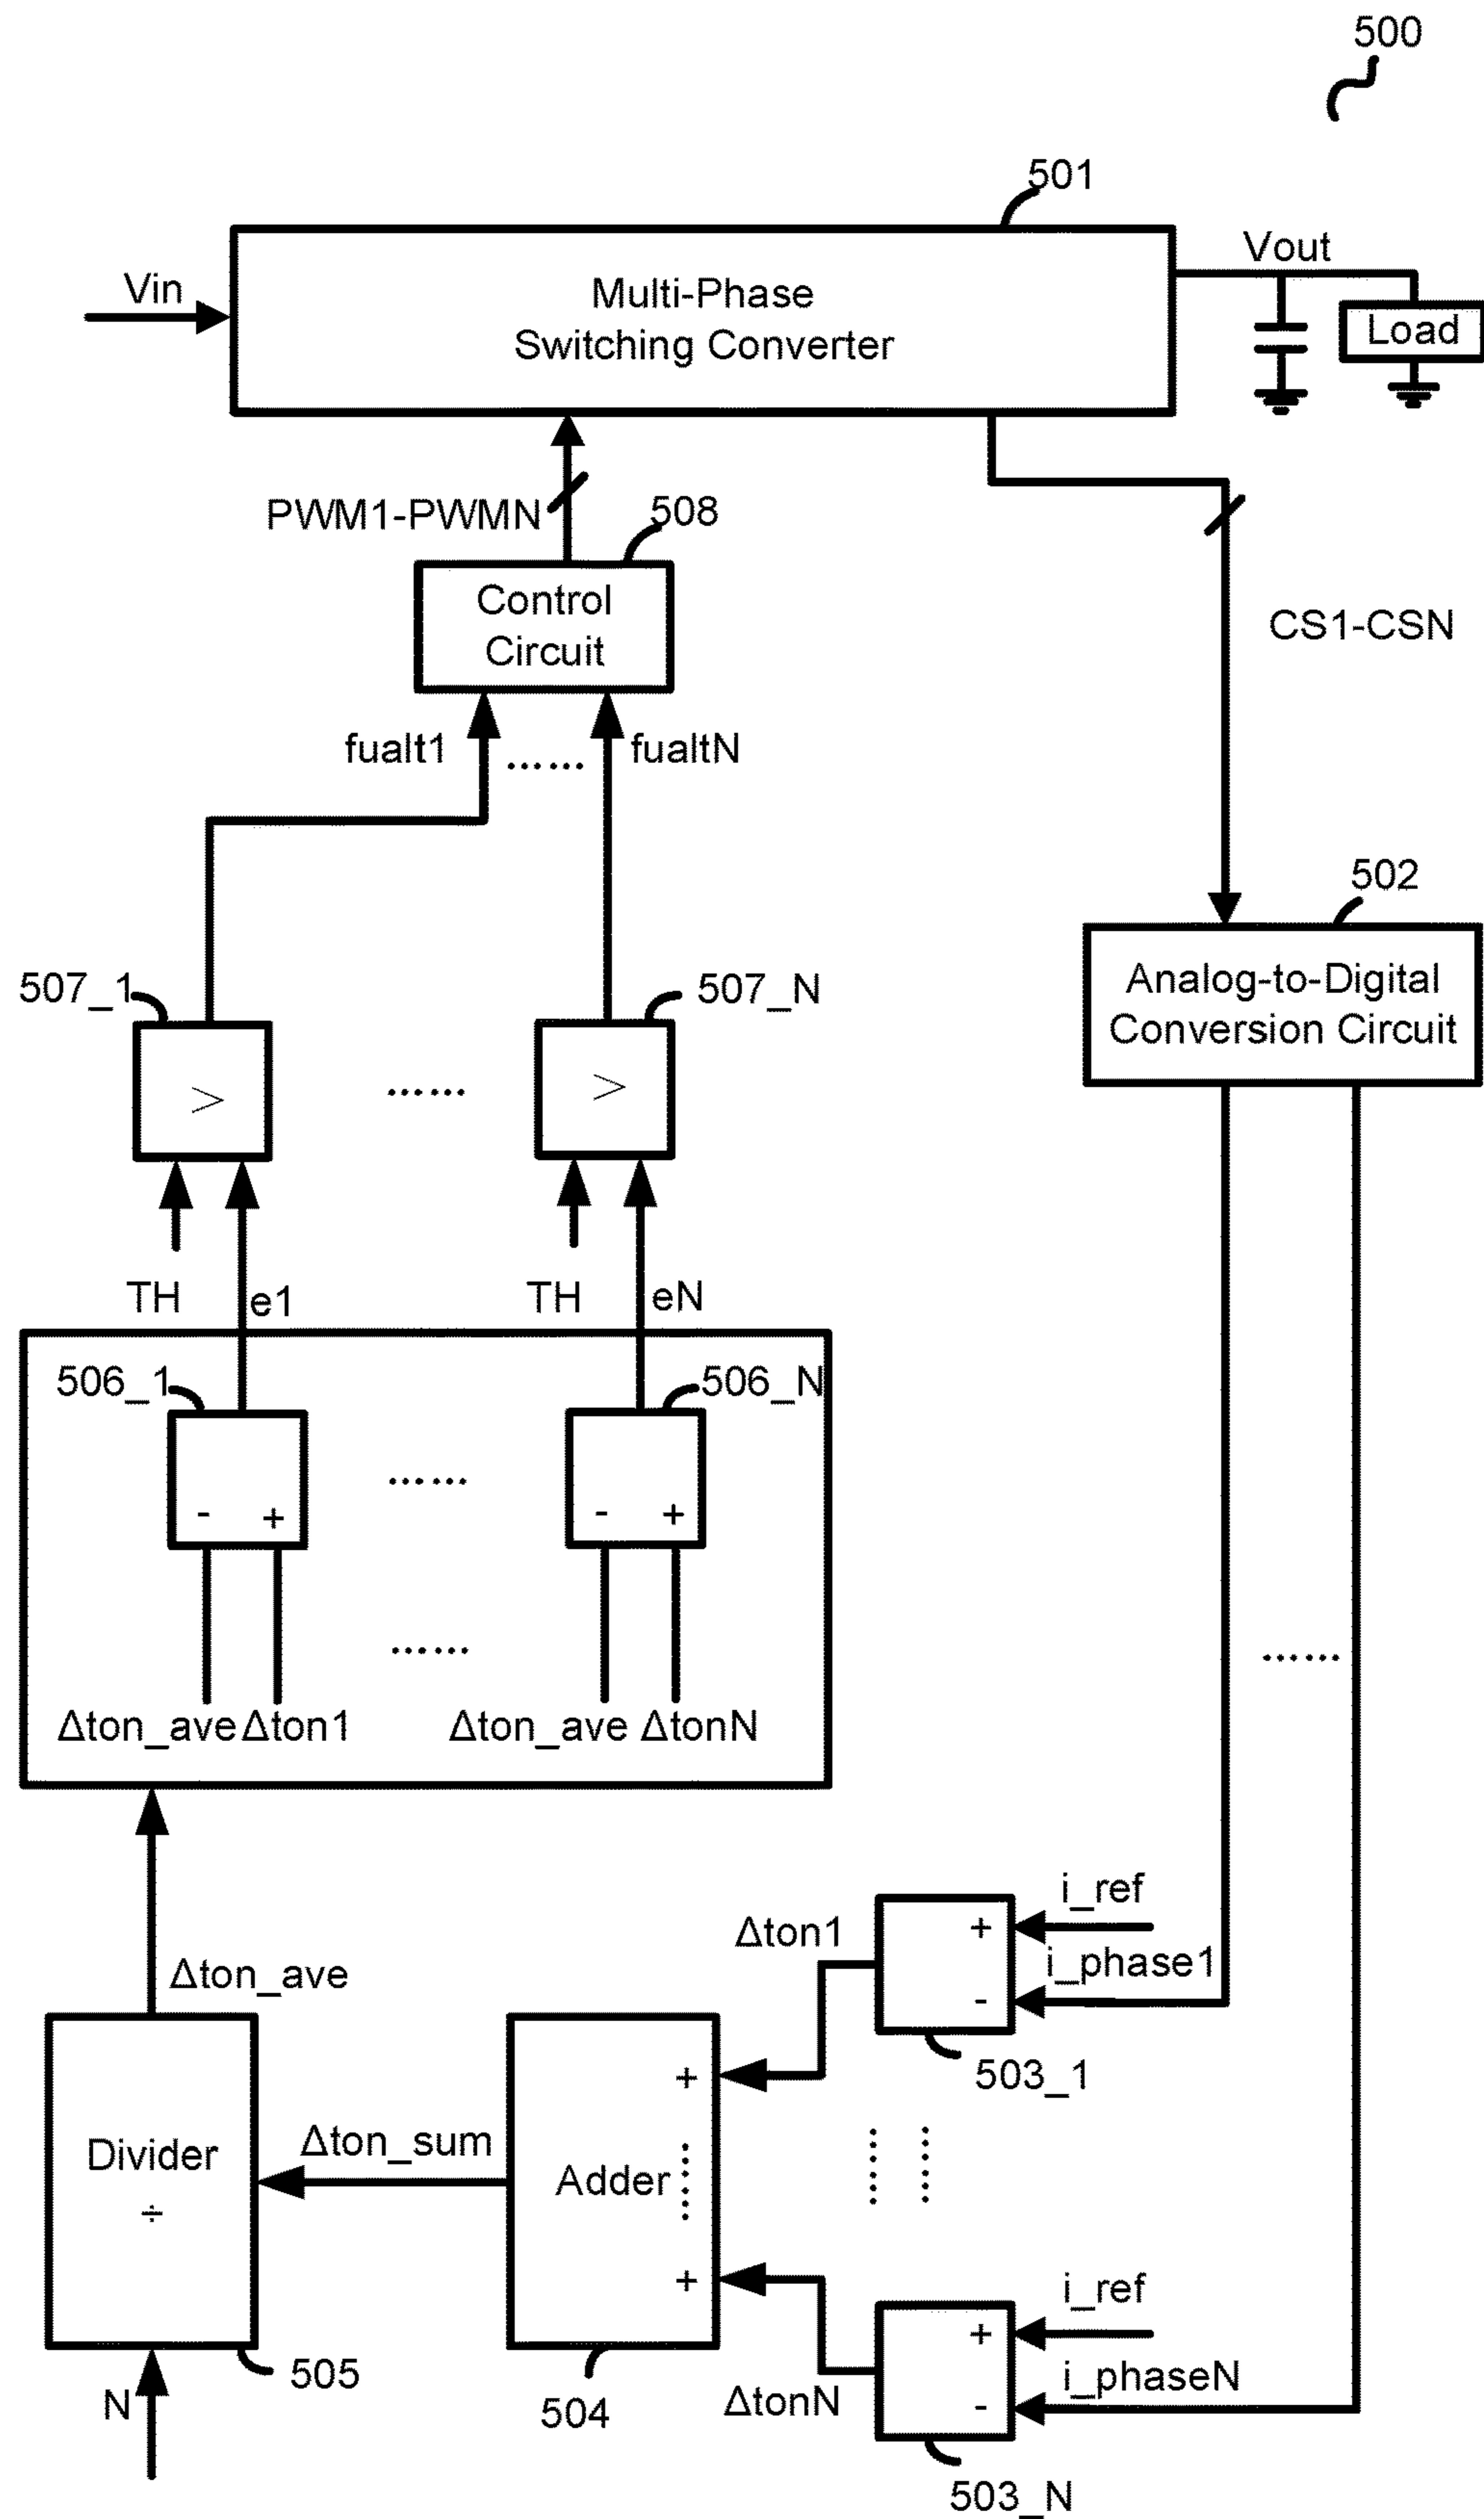 500
501
Vin
Multi-Phase
Switching Converter
Vout
Load
PWM1-PWMN
508
Control
Circuit
CS1-CSN
fualt1
......
fualtN
502
Analog-to-Digital
Conversion Circuit
507_1
507_N
>
......
>
TH
e1
TH
eN
506_1
506_N
-
+
......
-
+
......
Δton_ave
Δton1
Δton_ave
ΔtonN
......
i_ref
Δton1
+
i_phase1
-
Δton_ave
503_1
+
Divider
÷
Δton_sum
Adder
......
......
......
+
i_ref
+
i_phaseN
-
505
N
504
ΔtonN
503_N